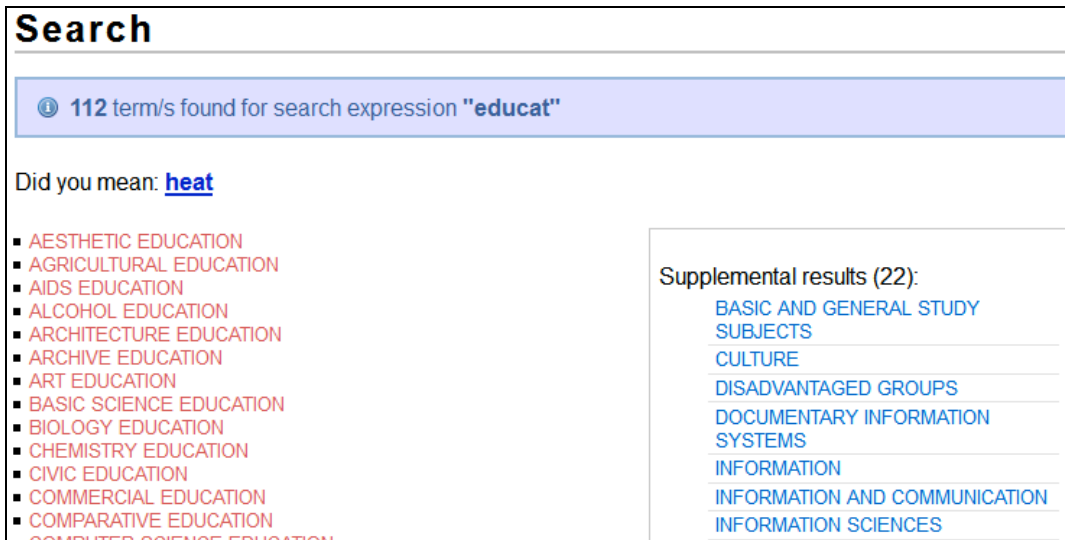 Search
112 term/s found for search expression "educat"
Did you mean: heat
AESTHETIC EDUCATION
AGRICULTURAL EDUCATION
AIDS EDUCATION
ALCOHOL EDUCATION
ARCHITECTURE EDUCATION
ARCHIVE EDUCATION
ART EDUCATION
BASIC SCIENCE EDUCATION
BIOLOGY EDUCATION
CHEMISTRY EDUCATION
CIVIC EDUCATION
COMMERCIAL EDUCATION
COMPARATIVE EDUCATION
COMPUTER SCIENCE EDUCATION
Supplemental results (22):
BASIC AND GENERAL STUDY
SUBJECTS
CULTURE
DISADVANTAGED GROUPS
DOCUMENTARY INFORMATION
SYSTEMS
INFORMATION
INFORMATION AND COMMUNICATION
INFORMATION SCIENCES